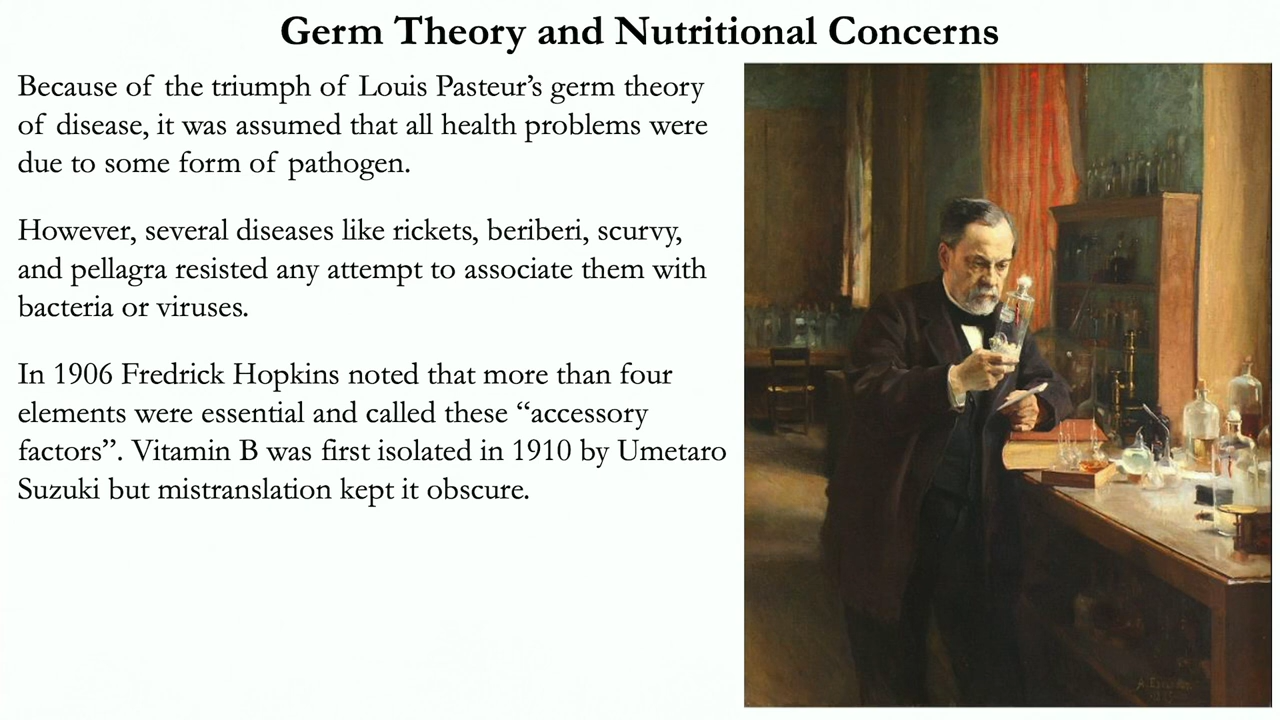 Germ Theory and Nutritional Concerns
Because of the triumph of Louis Pasteur’s germ theory
of disease, it was assumed that all health problems were
due to some form of pathogen.
However, several diseases like rickets, beriberi, scurvy,
and pellagra resisted any attempt to associate them with
bacteria or viruses.
In 1906 Fredrick Hopkins noted that more than four
elements were essential and called these “accessory
factors”. Vitamin B was first isolated in 1910 by Umetaro
Suzuki but mistranslation kept it obscure.